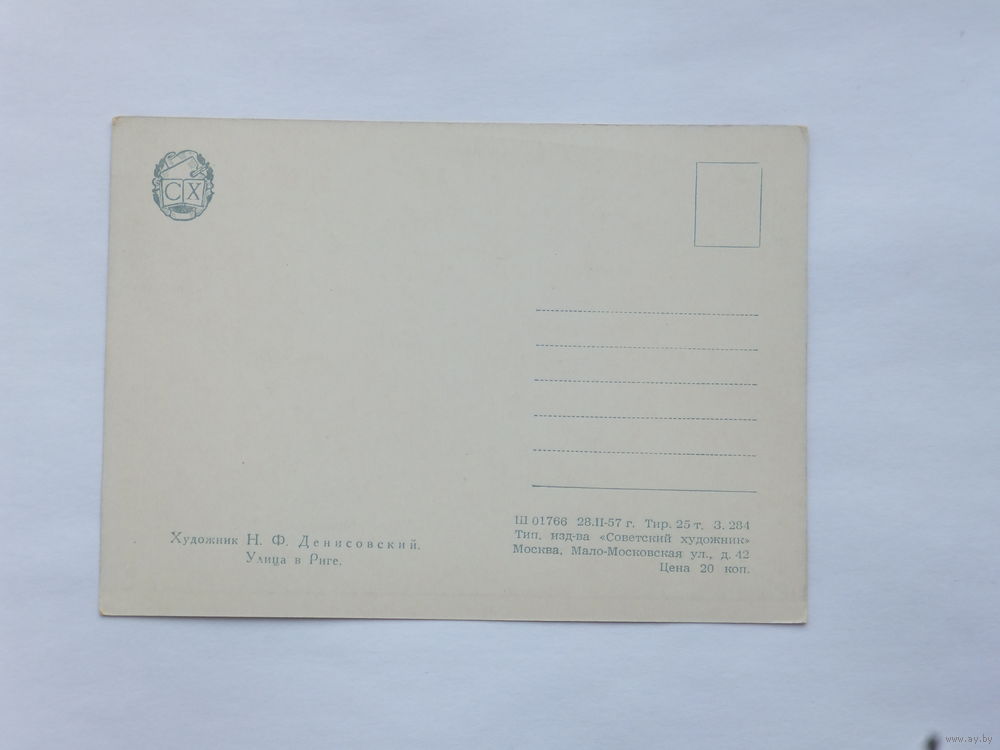 СХ
Художник Н. Ф. Денисовский.
Улица в Риге.
Ш 01766 28.II-57 г. Тир. 25 т. З. 284
Тип. изд-ва «Советский художник»
Москва, Мало-Московская ул., д. 42
Цена 20 коп.
www.ay.by